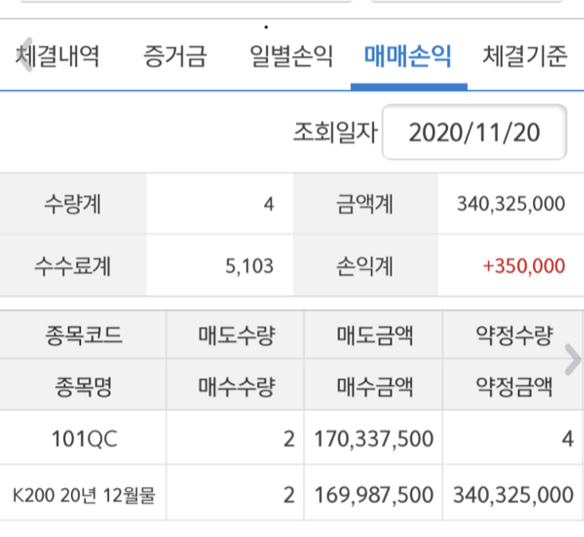 체결내역 증거금 일별손익 매매손익 체결기준
조회일자 2020/11/20
수량계 4 금액계 340,325,000
수수료계 5,103 손익계 +350,000
종목코드 매도수량 매도금액 약정수량
종목명 매수수량 매수금액 약정금액
101QC 2 170,337,500 4
K200 20년 12월물 2 169,987,500 340,325,000